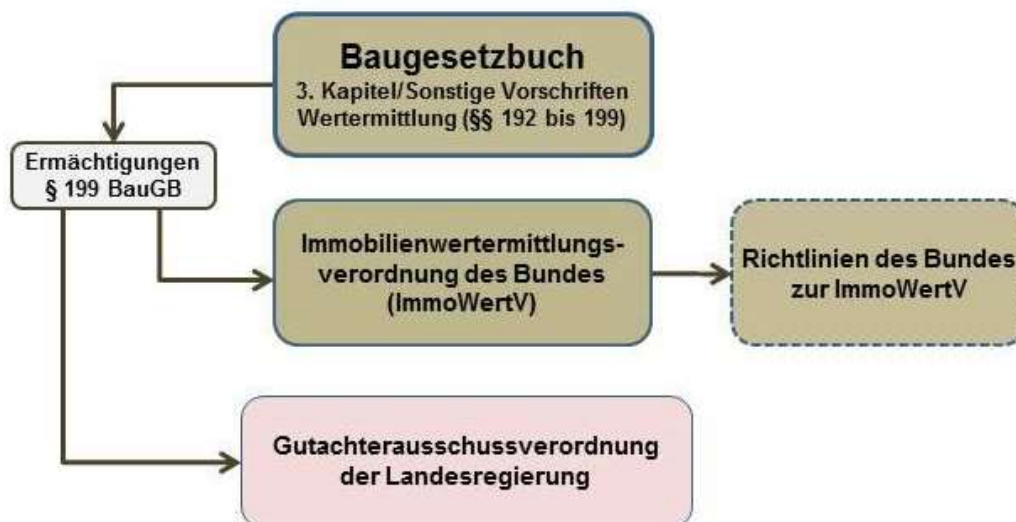 Baugesetzbuch
3. Kapitel/Sonstige Vorschriften
Wertermittlung (§§ 192 bis 199)
Ermächtigungen
§ 199 BauGB
Immobilienwertermittlungs-
verordnung des Bundes
(ImmoWertV)
Richtlinien des Bundes
zur ImmoWertV
Gutachterausschussverordnung
der Landesregierung